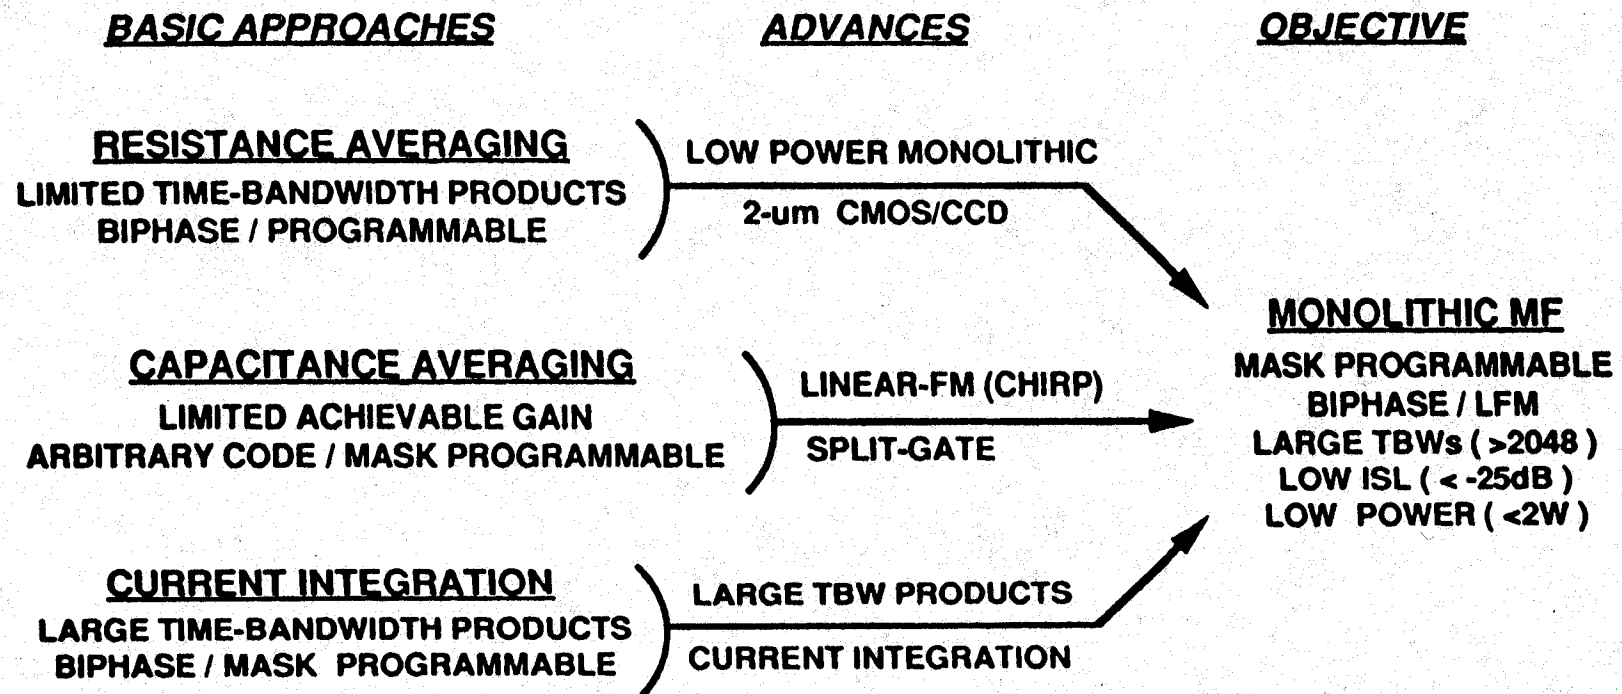 BASIC APPROACHES
ADVANCES
OBJECTIVE
RESISTANCE AVERAGING
LIMITED TIME-BANDWIDTH PRODUCTS
BIPHASE / PROGRAMMABLE
LOW POWER MONOLITHIC
2-um CMOS/CCD
CAPACITANCE AVERAGING
LIMITED ACHIEVABLE GAIN
ARBITRARY CODE / MASK PROGRAMMABLE
LINEAR-FM (CHIRP)
SPLIT-GATE
CURRENT INTEGRATION
LARGE TIME-BANDWIDTH PRODUCTS
BIPHASE / MASK PROGRAMMABLE
LARGE TBW PRODUCTS
CURRENT INTEGRATION
MONOLITHIC MF
MASK PROGRAMMABLE
BIPHASE / LFM
LARGE TBWs ( >2048 )
LOW ISL ( < -25dB )
LOW POWER ( <2W )